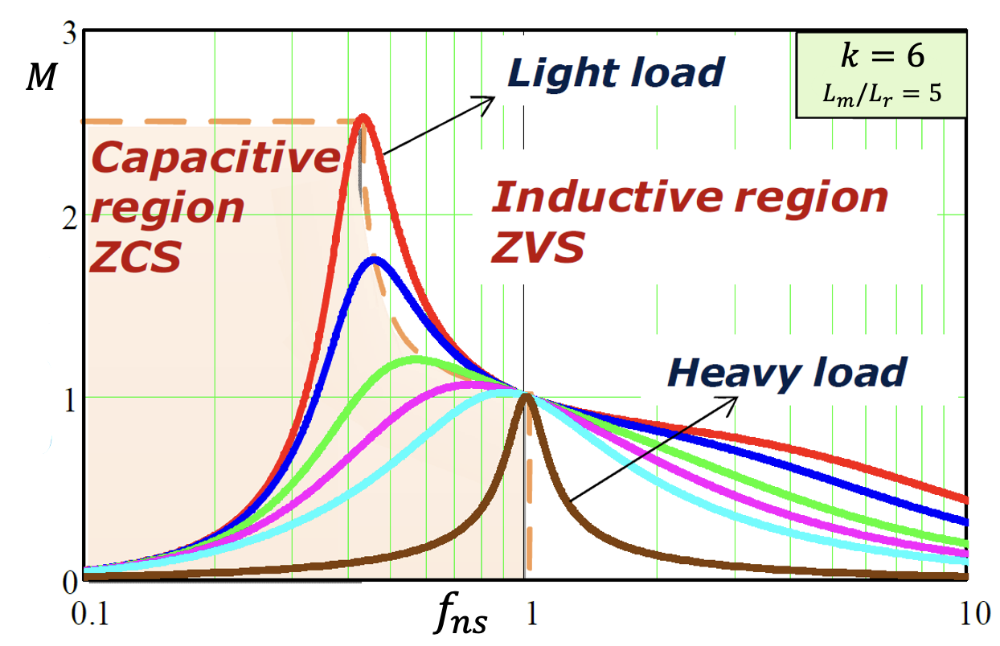 3
M
Light load
k = 6
L_m/L_r = 5
Capacitive
region
ZCS
2
Inductive region
ZVS
Heavy load
1
0
0.1
f_ns
1
10